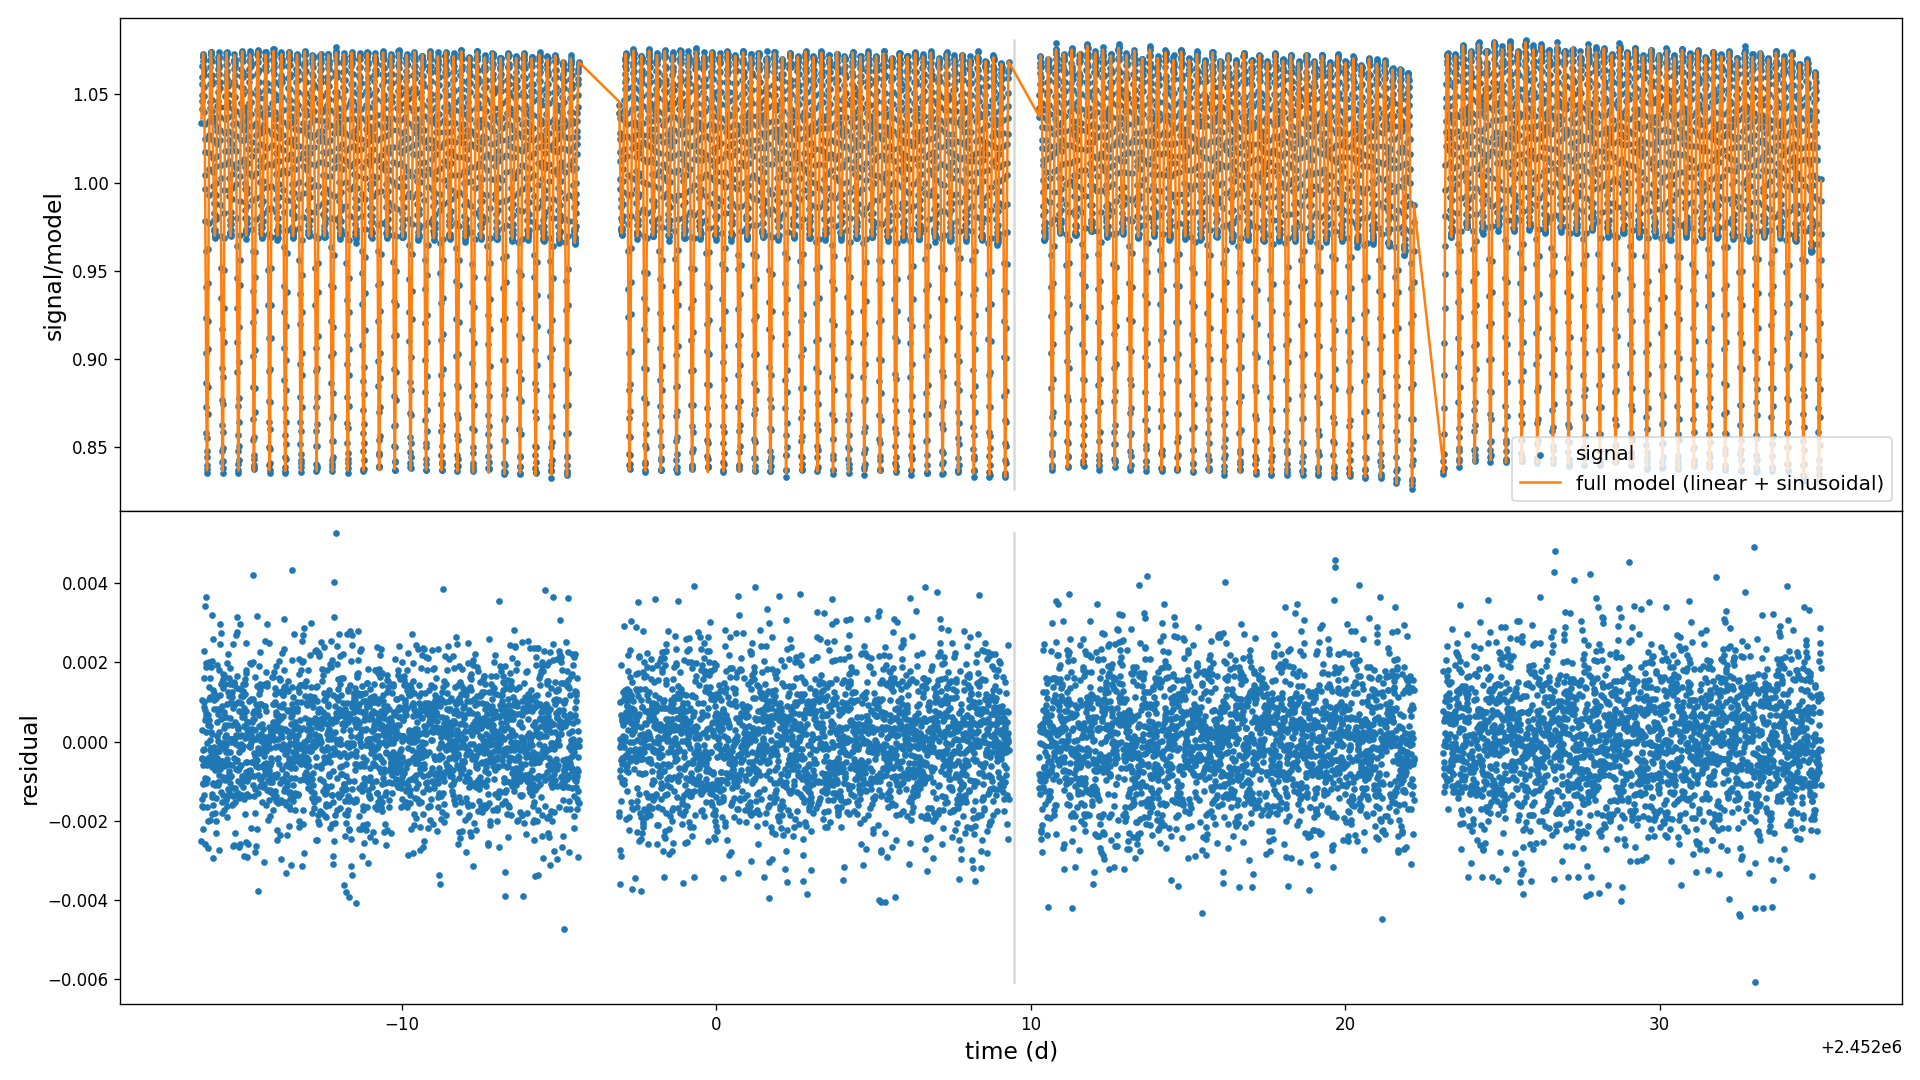 signal/model
1.05
1.00
0.95
0.90
0.85
signal
full model (linear + sinusoidal)
residual
0.004
0.002
0.000
−0.002
−0.004
−0.006
−10
0
10
20
30
time (d)
+2.452e6